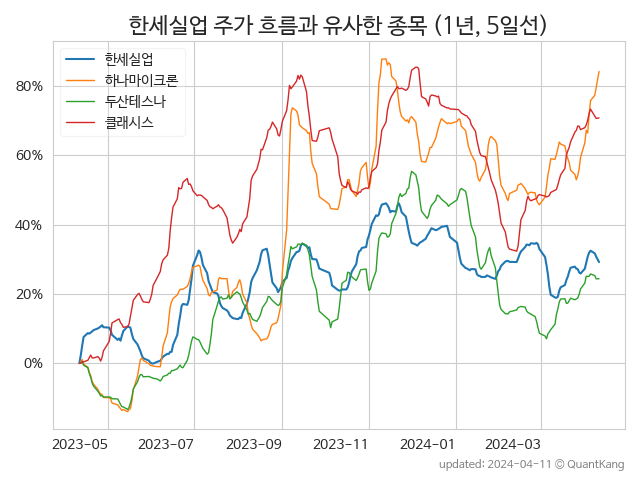 한세실업 주가 흐름과 유사한 종목 (1년, 5일선)
한세실업
하나마이크론
두산테스나
클래시스
80%
60%
40%
20%
0%
2023-05 2023-07 2023-09 2023-11 2024-01 2024-03
updated: 2024-04-11 © QuantKang